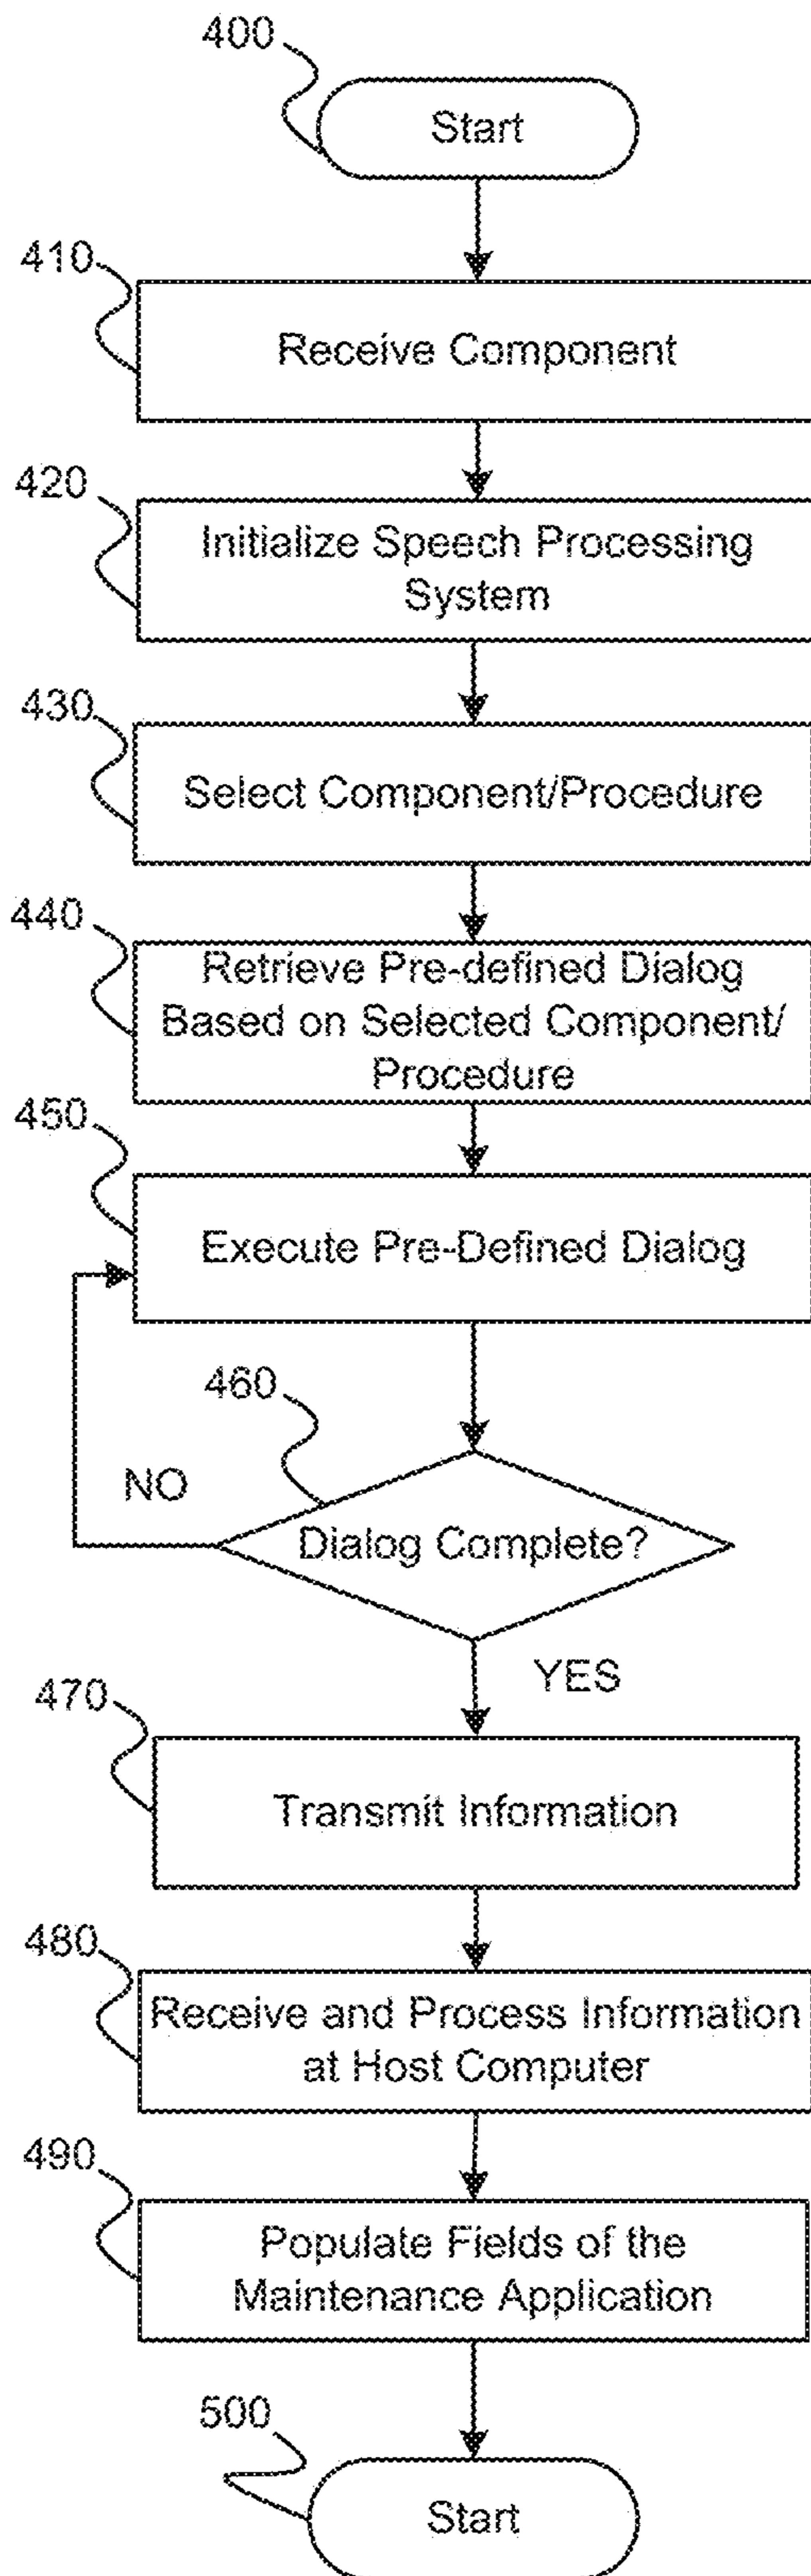 400
Start
410
Receive Component
420
Initialize Speech Processing
System
430
Select Component/Procedure
440
Retrieve Pre-defined Dialog
Based on Selected Component/
Procedure
450
Execute Pre-Defined Dialog
460
NO
Dialog Complete?
YES
470
Transmit Information
480
Receive and Process Information
at Host Computer
490
Populate Fields of the
Maintenance Application
500
Start